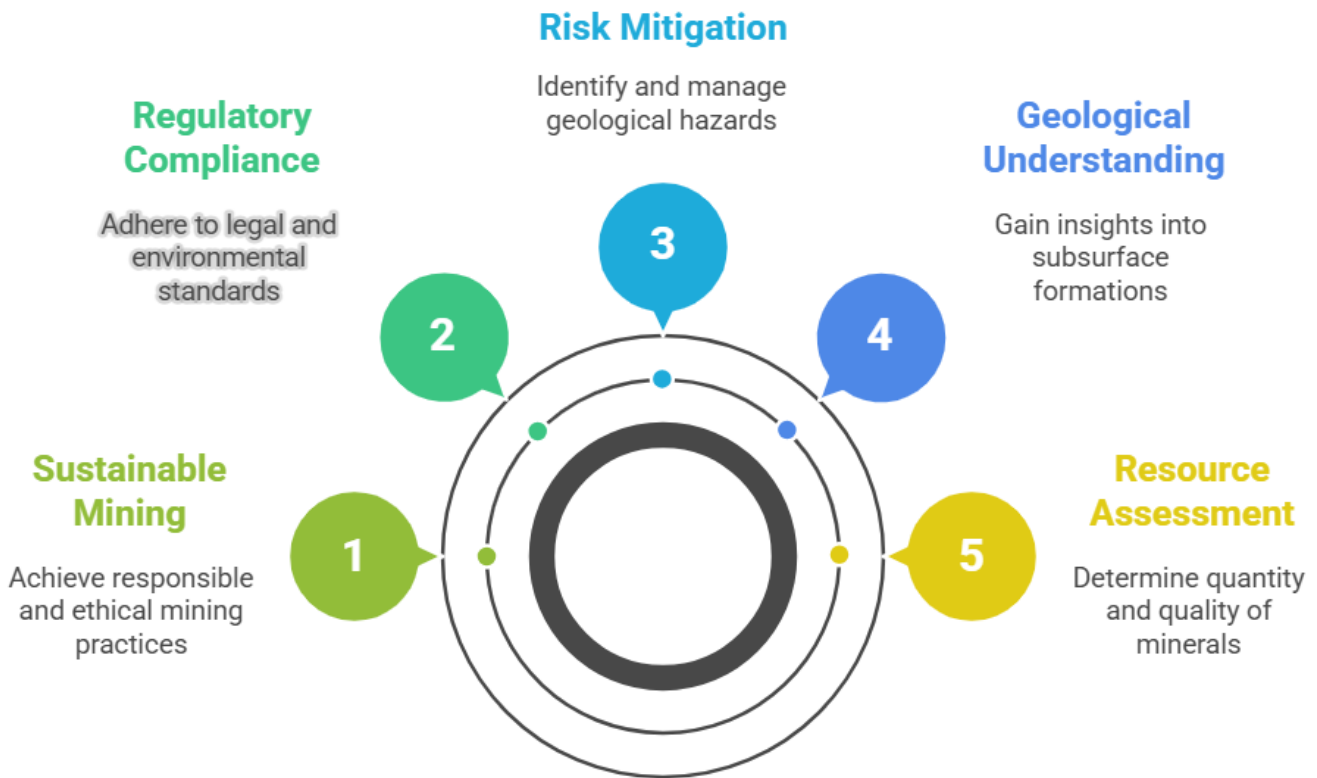 Sustainable
Mining
Achieve responsible
and ethical mining
practices
1
Regulatory
Compliance
Adhere to legal and
environmental
standards
2
Risk Mitigation
Identify and manage
geological hazards
3
Geological
Understanding
Gain insights into
subsurface
formations
4
Resource
Assessment
Determine quantity
and quality of
minerals
5